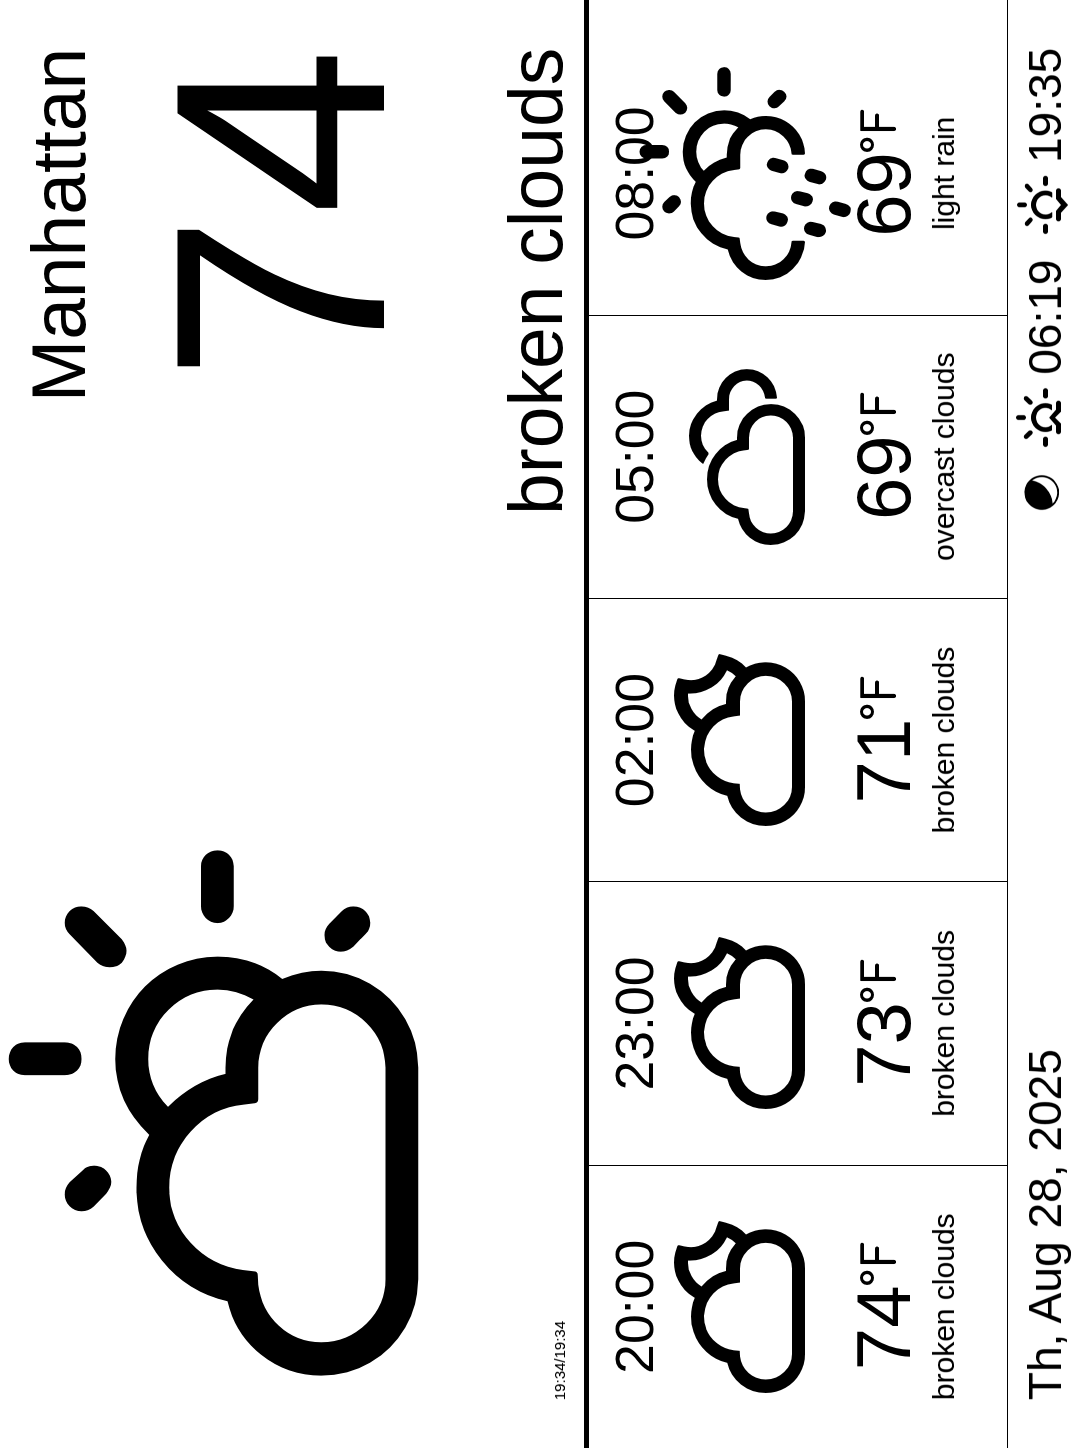 Manhattan
74
broken clouds
19:34/19:34
20:00 23:00 02:00 05:00 08:00
74°F 73°F 71°F 69°F 69°F
broken clouds broken clouds broken clouds overcast clouds light rain
Th, Aug 28, 2025 06:19 19:35